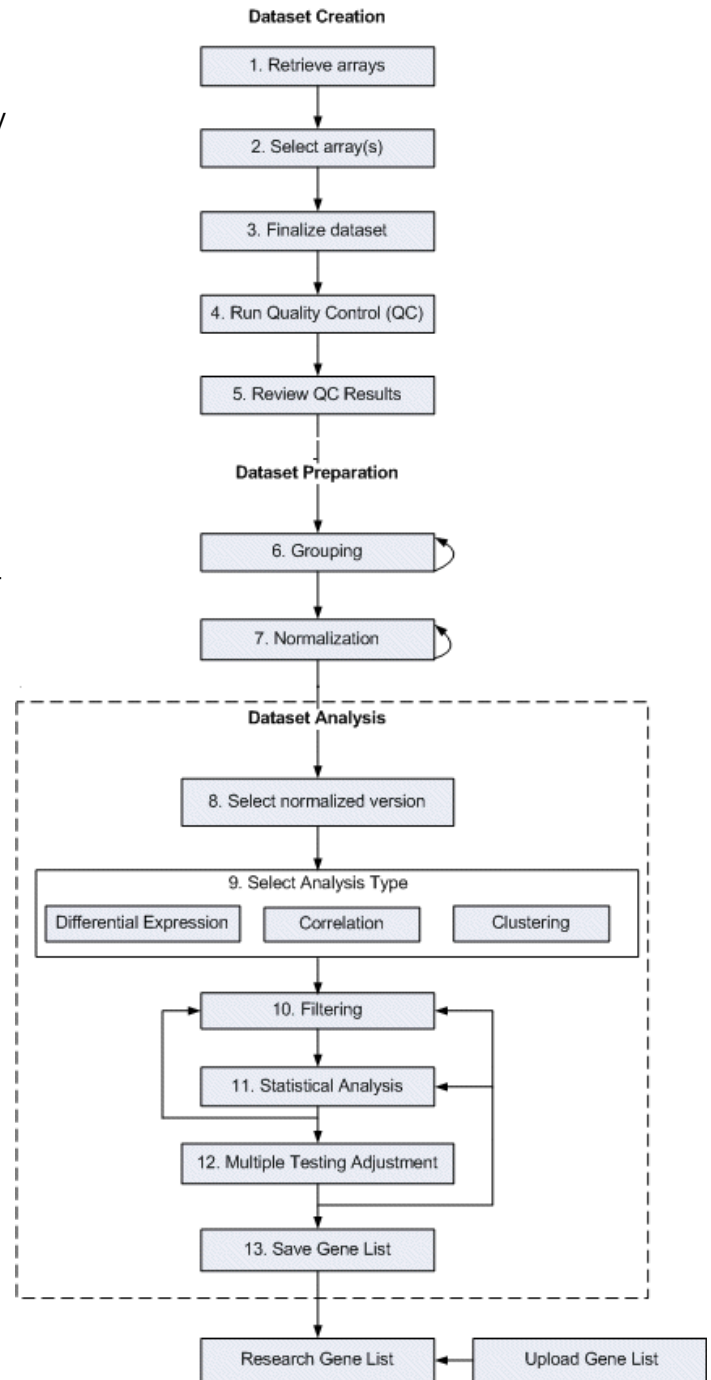 Dataset Creation
1. Retrieve arrays
2. Select array(s)
3. Finalize dataset
4. Run Quality Control (QC)
5. Review QC Results
Dataset Preparation
6. Grouping
7. Normalization
Dataset Analysis
8. Select normalized version
9. Select Analysis Type
Differential Expression
Correlation
Clustering
10. Filtering
11. Statistical Analysis
12. Multiple Testing Adjustment
13. Save Gene List
Research Gene List
Upload Gene List